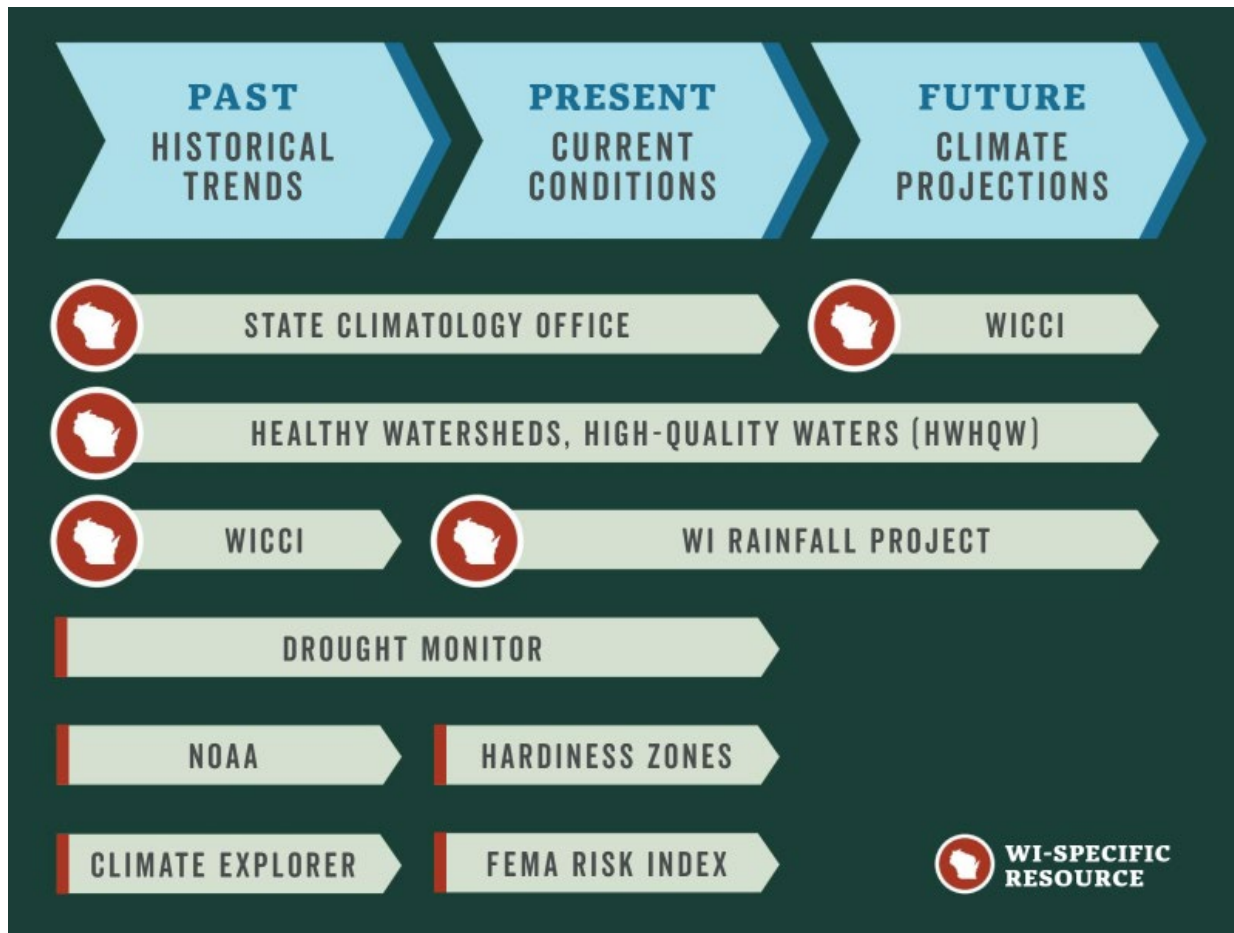 PAST
HISTORICAL
TRENDS
PRESENT
CURRENT
CONDITIONS
FUTURE
CLIMATE
PROJECTIONS
STATE CLIMATOLOGY OFFICE
WICCI
HEALTHY WATERSHEDS, HIGH-QUALITY WATERS (HWHQW)
WICCI
WI RAINFALL PROJECT
DROUGHT MONITOR
NOAA
HARDINESS ZONES
CLIMATE EXPLORER
FEMA RISK INDEX
WI-SPECIFIC
RESOURCE